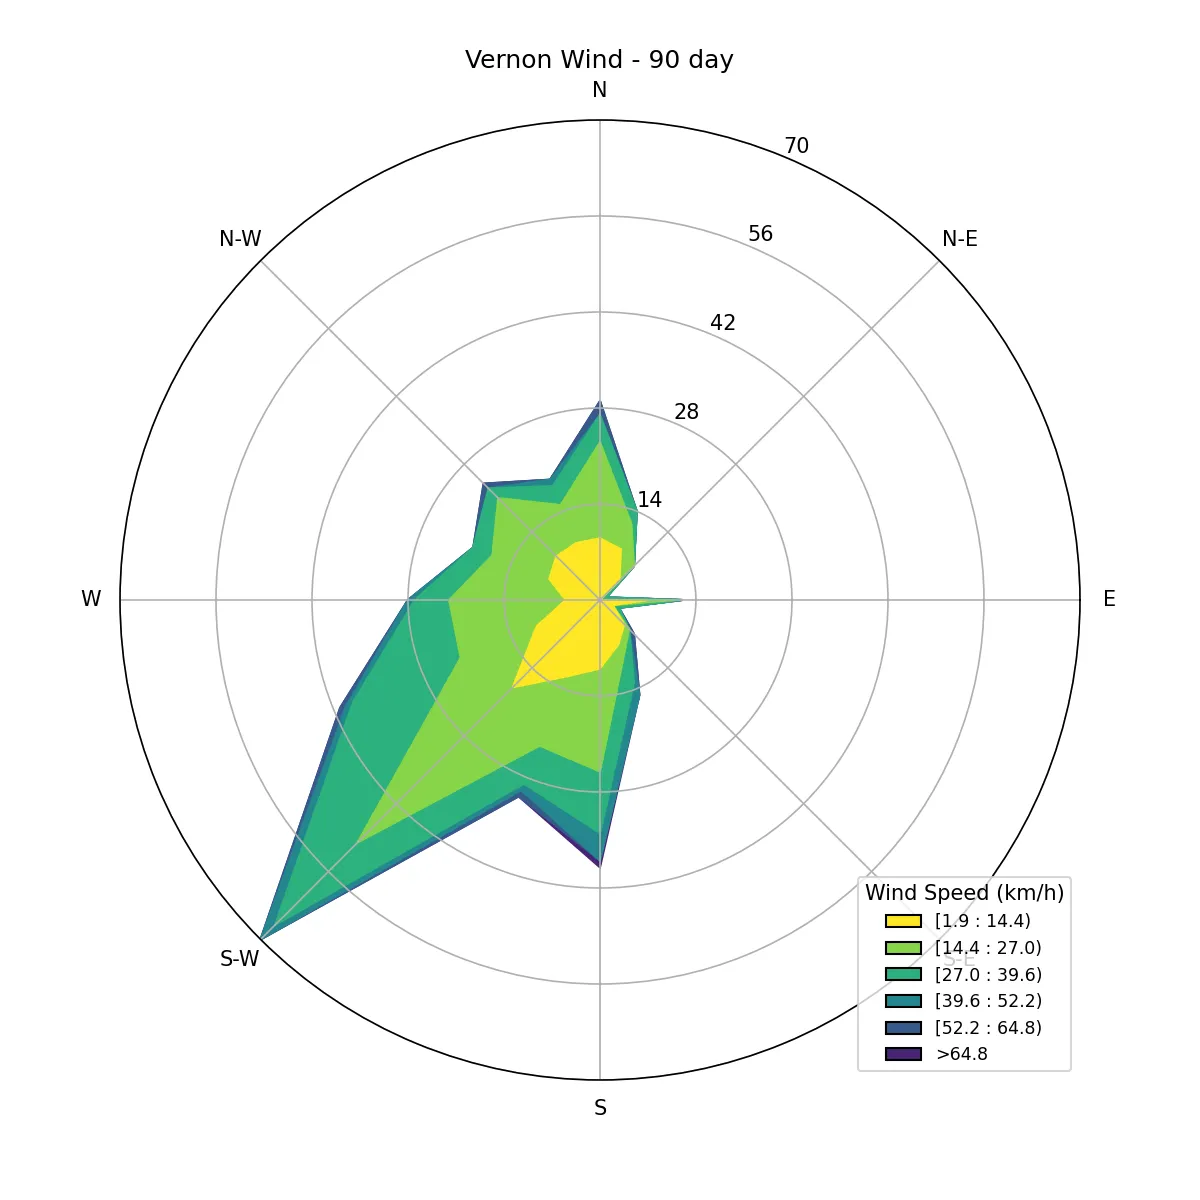 Vernon Wind - 90 day
N
70
N-W
56
N-E
42
28
14
W
E
S-W
S-E
S
Wind Speed (km/h)
[1.9 : 14.4)
[14.4 : 27.0)
[27.0 : 39.6)
[39.6 : 52.2)
[52.2 : 64.8)
>64.8